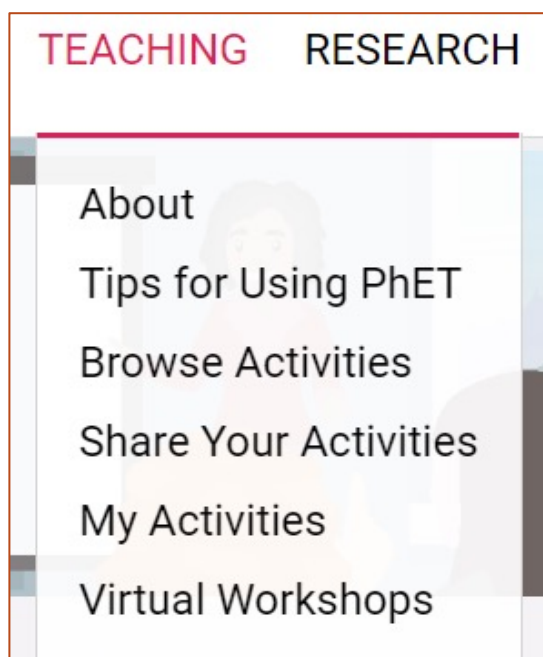 TEACHING RESEARCH
About
Tips for Using PhET
Browse Activities
Share Your Activities
My Activities
Virtual Workshops